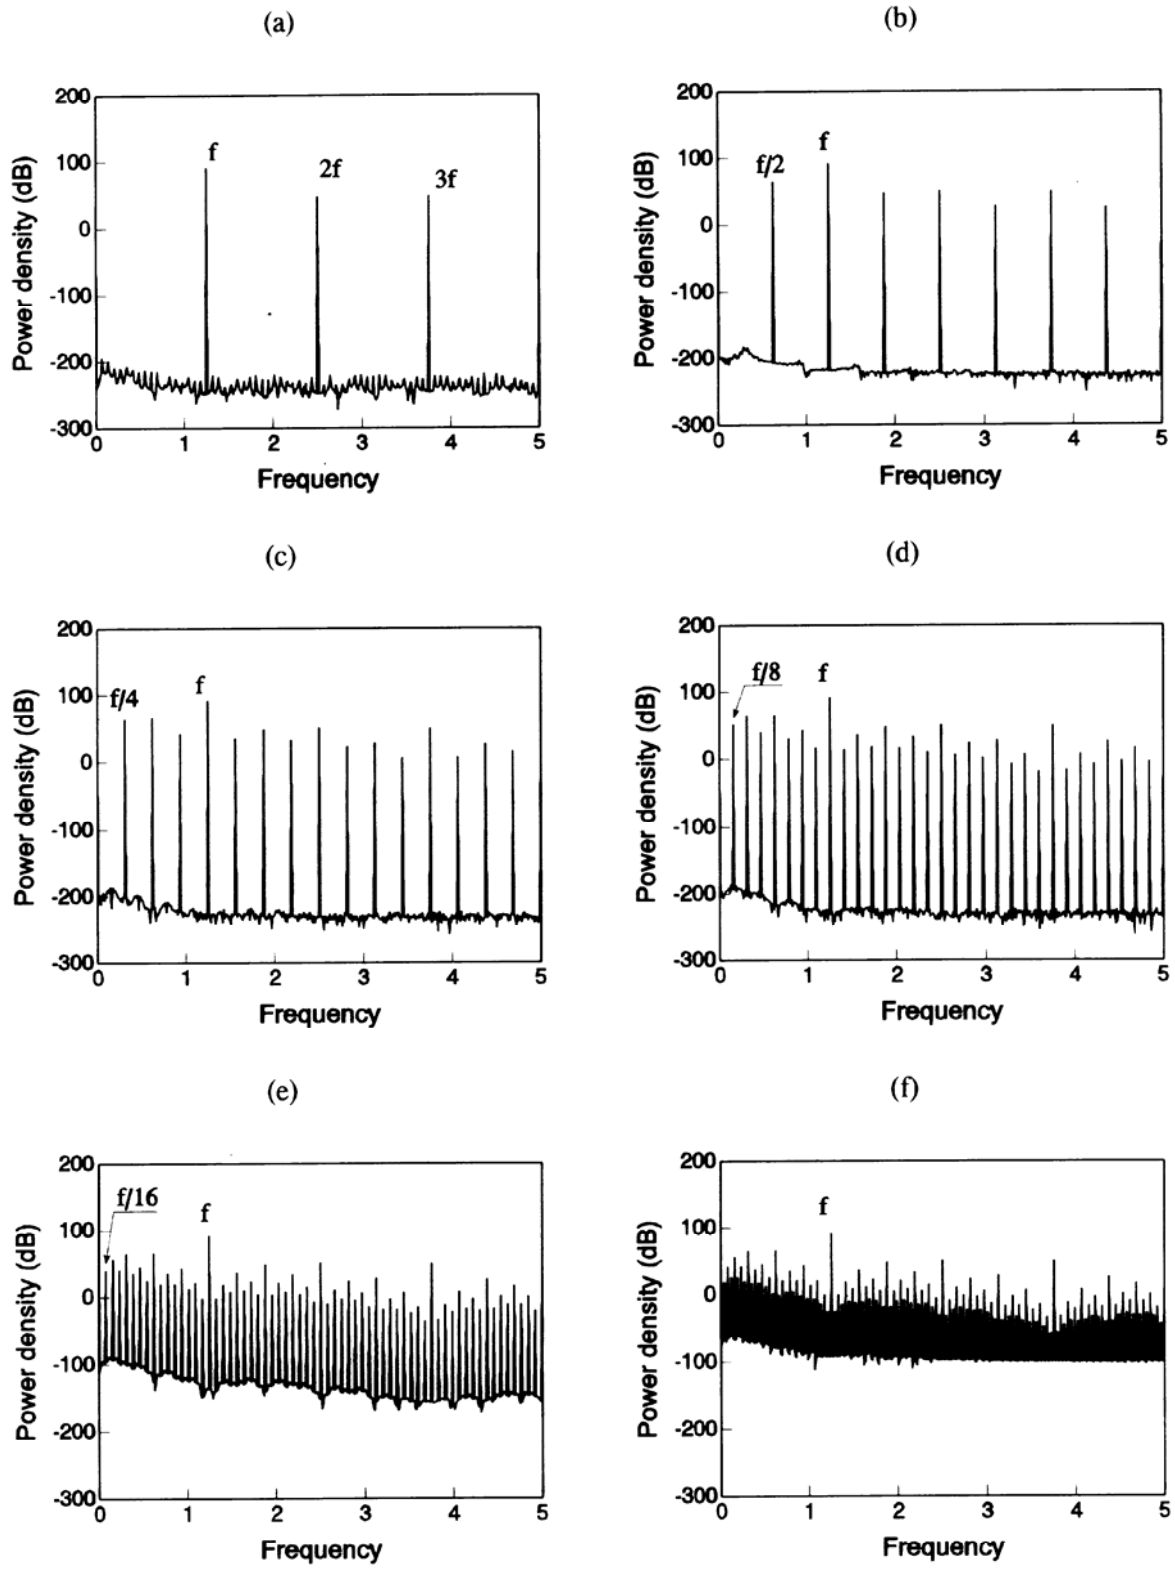 (a)
200
100
0
-100
-200
-300
Power density (dB)
f
2f
3f
0 1 2 3 4 5
Frequency
(b)
200
100
0
-100
-200
-300
Power density (dB)
f/2
f
0 1 2 3 4 5
Frequency
(c)
200
100
0
-100
-200
-300
Power density (dB)
f/4
f
0 1 2 3 4 5
Frequency
(d)
200
100
0
-100
-200
-300
Power density (dB)
f/8
f
0 1 2 3 4 5
Frequency
(e)
200
100
0
-100
-200
-300
Power density (dB)
f/16
f
0 1 2 3 4 5
Frequency
(f)
200
100
0
-100
-200
-300
Power density (dB)
f
0 1 2 3 4 5
Frequency